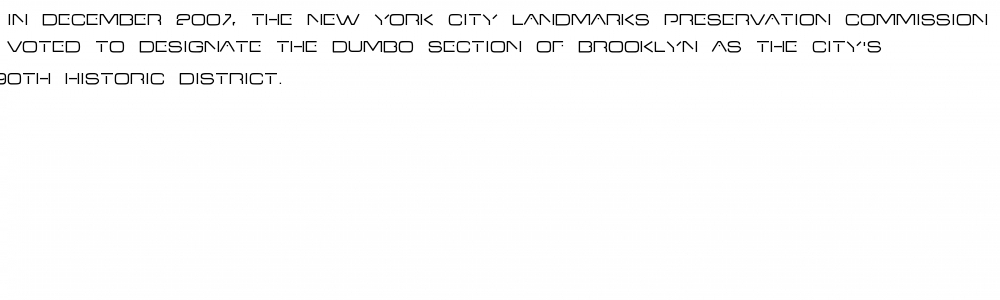 IN DECEMBER 2007, THE NEW YORK CITY LANDMARKS PRESERVATION COMMISSION
VOTED TO DESIGNATE THE DUMBO SECTION OF BROOKLYN AS THE CITY'S
90TH HISTORIC DISTRICT.